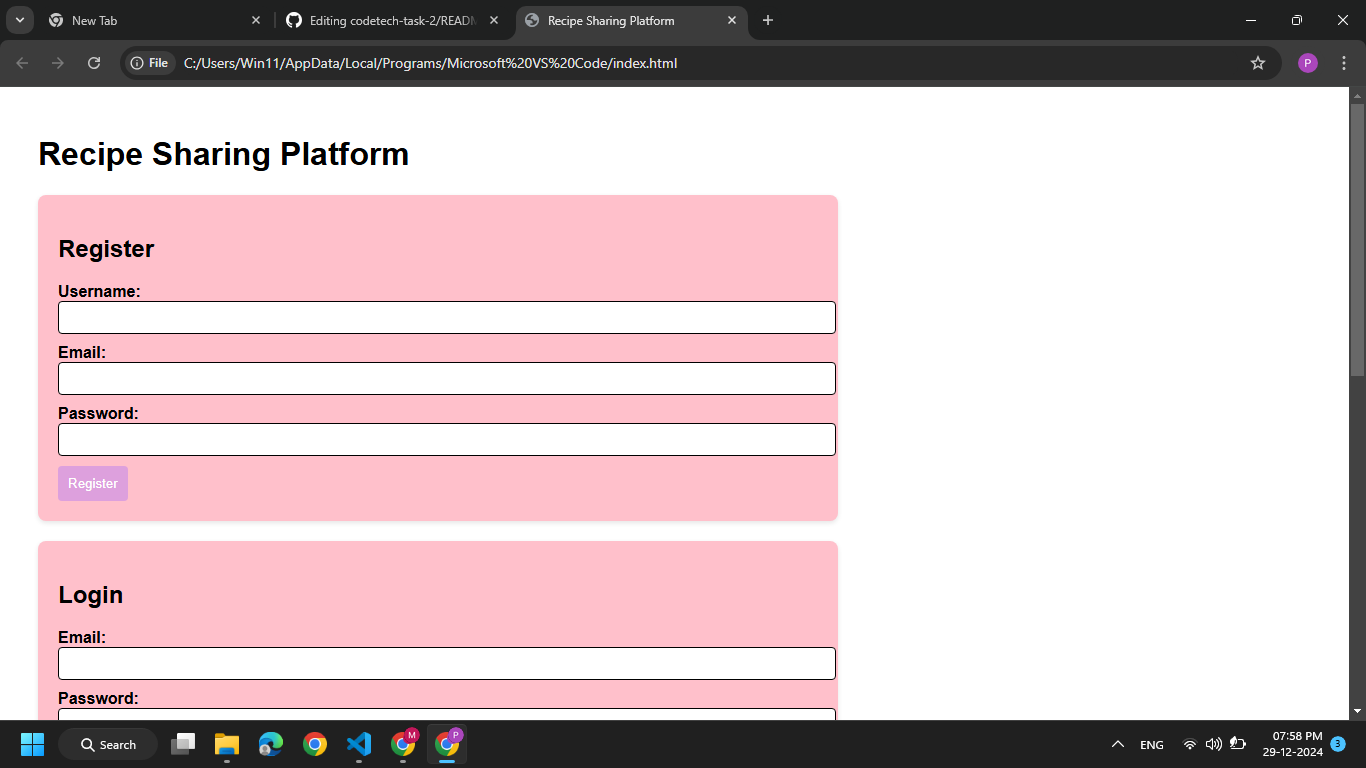 New Tab
Editing codetech-task-2/READM
Recipe Sharing Platform
File
C:/Users/Win11/AppData/Local/Programs/Microsoft%20VS%20Code/index.html
P
Recipe Sharing Platform
Register
Username:
Email:
Password:
Register
Login
Email:
Password:
Search
M
P
ENG
07:58 PM
29-12-2024
3